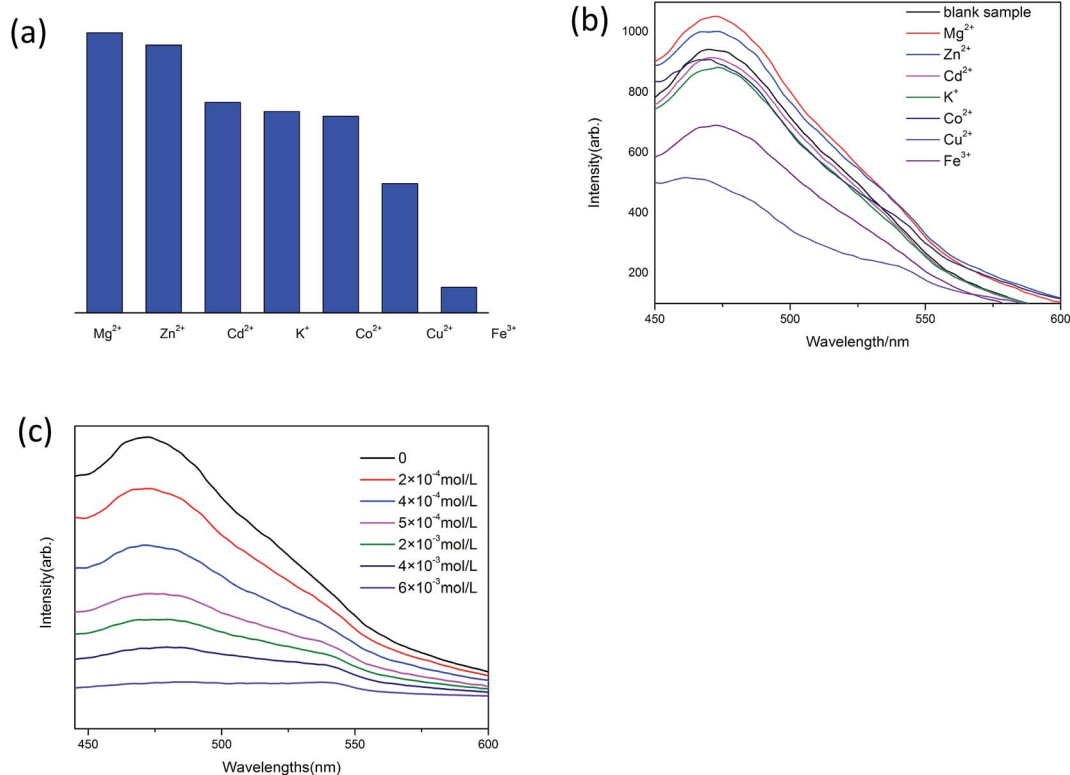 (a)
Mg²⁺ Zn²⁺ Cd²⁺ K⁺ Co²⁺ Cu²⁺ Fe³⁺
(b)
1000
800
600
400
200
Intensity(arb.)
blank sample
Mg²⁺
Zn²⁺
Cd²⁺
K⁺
Co²⁺
Cu²⁺
Fe³⁺
450 500 550 600
Wavelength/nm
(c)
Intensity(arb.)
0
2×10⁻⁴mol/L
4×10⁻⁴mol/L
5×10⁻⁴mol/L
2×10⁻³mol/L
4×10⁻³mol/L
6×10⁻³mol/L
450 500 550 600
Wavelengths(nm)